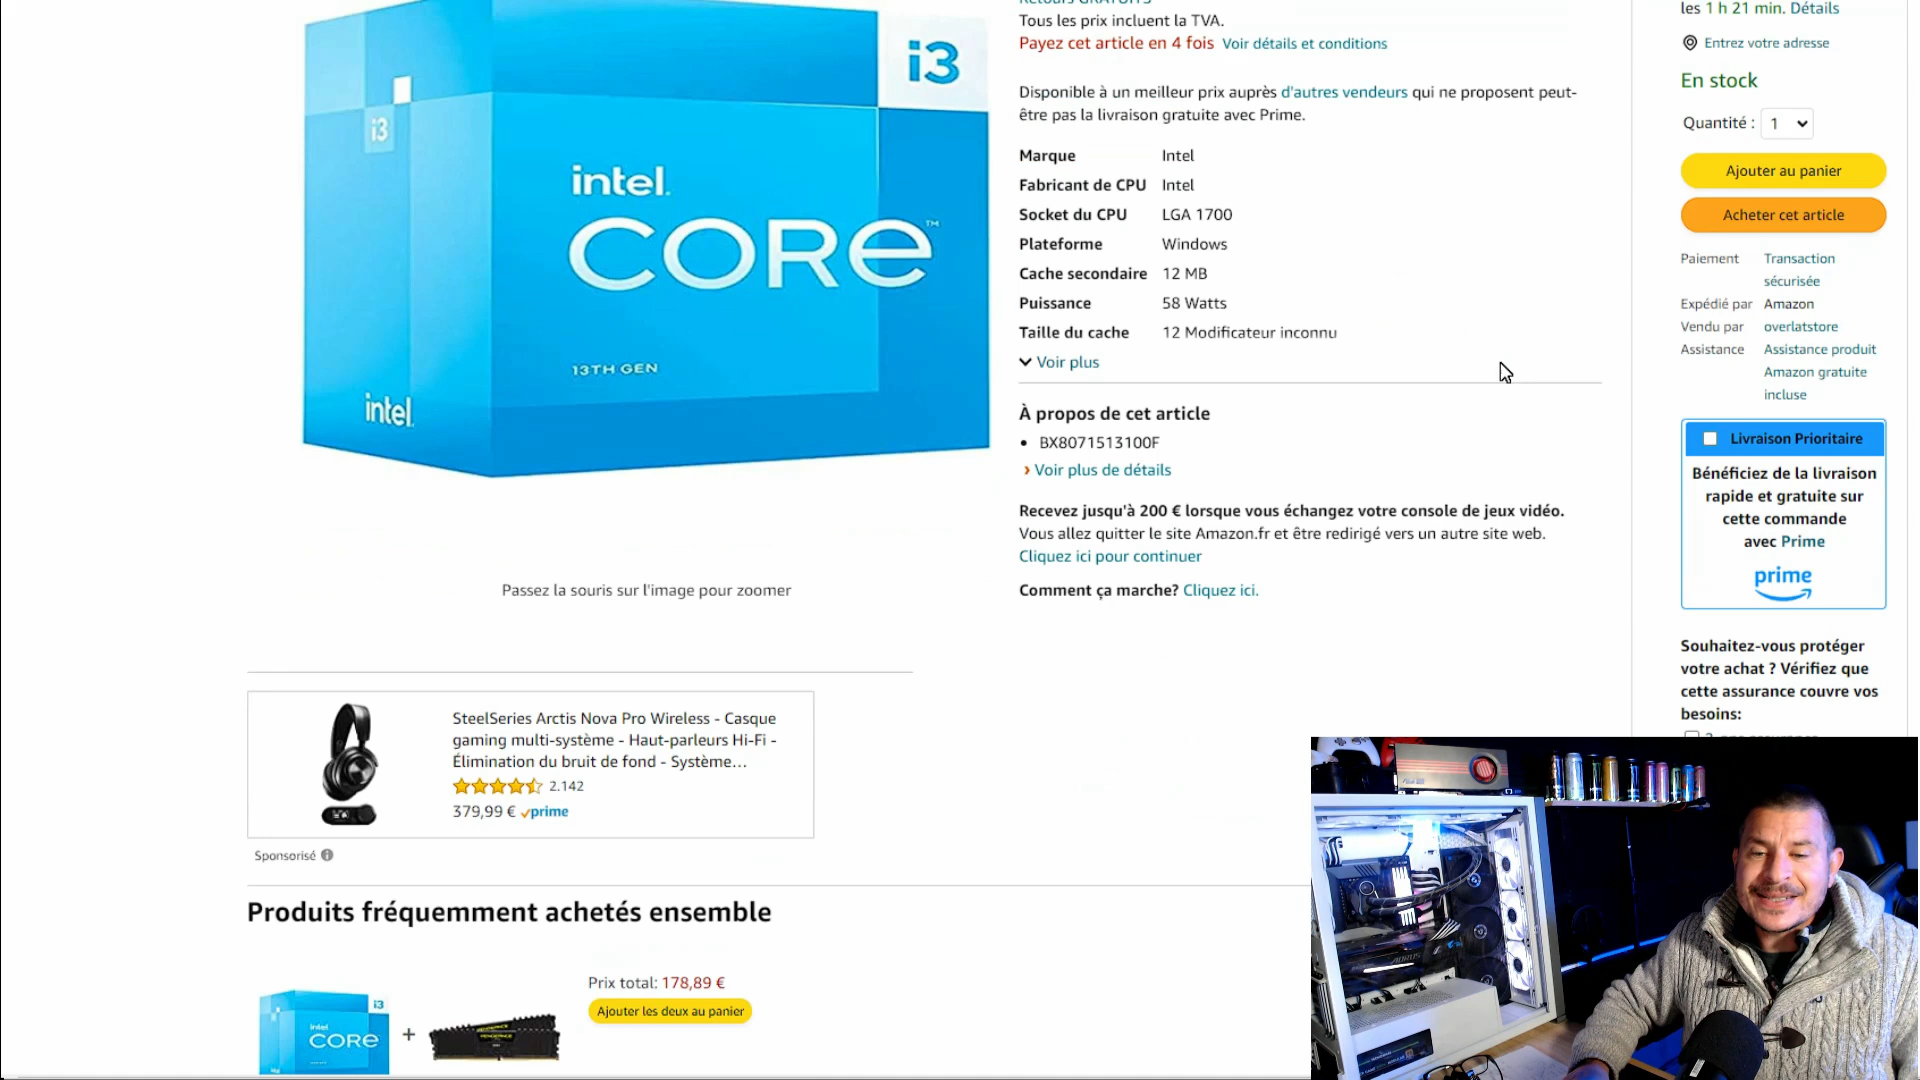 i3
i3
intel.
CORE™
13TH GEN
intel.
Passez la souris sur l'image pour zoomer
Tous les prix incluent la TVA.
Payez cet article en 4 fois Voir détails et conditions
Disponible à un meilleur prix auprès d'autres vendeurs qui ne proposent peut-
être pas la livraison gratuite avec Prime.
Marque Intel
Fabricant de CPU Intel
Socket du CPU LGA 1700
Plateforme Windows
Cache secondaire 12 MB
Puissance 58 Watts
Taille du cache 12 Modificateur inconnu
Voir plus
À propos de cet article
• BX8071513100F
› Voir plus de détails
Recevez jusqu'à 200 € lorsque vous échangez votre console de jeux vidéo.
Vous allez quitter le site Amazon.fr et être redirigé vers un autre site web.
Cliquez ici pour continuer
Comment ça marche? Cliquez ici.
les 1 h 21 min. Détails
Entrez votre adresse
En stock
Quantité : 1
Ajouter au panier
Acheter cet article
Paiement Transaction
sécurisée
Expédié par Amazon
Vendu par overlatstore
Assistance Assistance produit
Amazon gratuite
incluse
Livraison Prioritaire
Bénéficiez de la livraison
rapide et gratuite sur
cette commande
avec Prime
prime
Souhaitez-vous protéger
votre achat ? Vérifiez que
cette assurance couvre vos
besoins:
SteelSeries Arctis Nova Pro Wireless - Casque
gaming multi-système - Haut-parleurs Hi-Fi -
Élimination du bruit de fond - Système...
2.142
379,99 € prime
Sponsorisé
Produits fréquemment achetés ensemble
i3
intel
CORE
+
VENGEANCE
Prix total: 178,89 €
Ajouter les deux au panier
AORUS